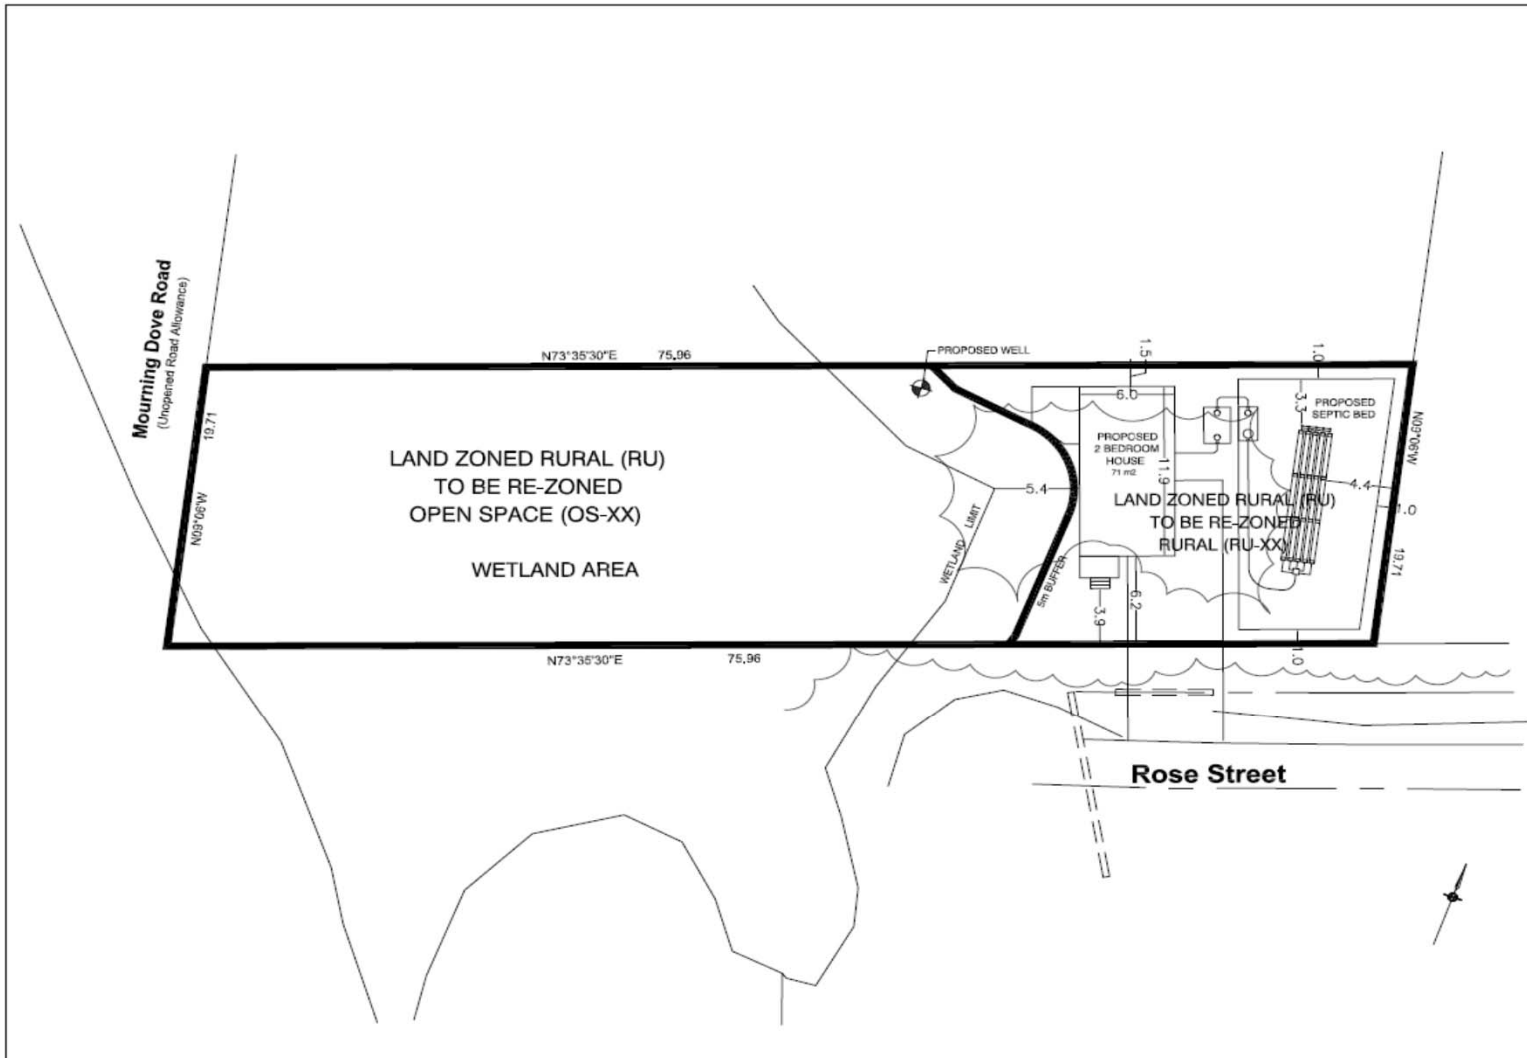 Mourning Dove Road
(Unopened Road Allowance)
N73°35'30"E 75.96
PROPOSED WELL
1.5
1.0
19.71
N09°06'W
LAND ZONED RURAL (RU)
TO BE RE-ZONED
OPEN SPACE (OS-XX)
WETLAND AREA
WETLAND LIMIT
5m BUFFER
5.4
6.0
PROPOSED
2 BEDROOM
HOUSE
71 m2
11.9
3.3
PROPOSED
SEPTIC BED
N09°06'W
4.4
LAND ZONED RURAL (RU)
TO BE RE-ZONED
RURAL (RU-XX)
1.0
19.71
6.2
3.9
1.0
N73°35'30"E 75.96
Rose Street